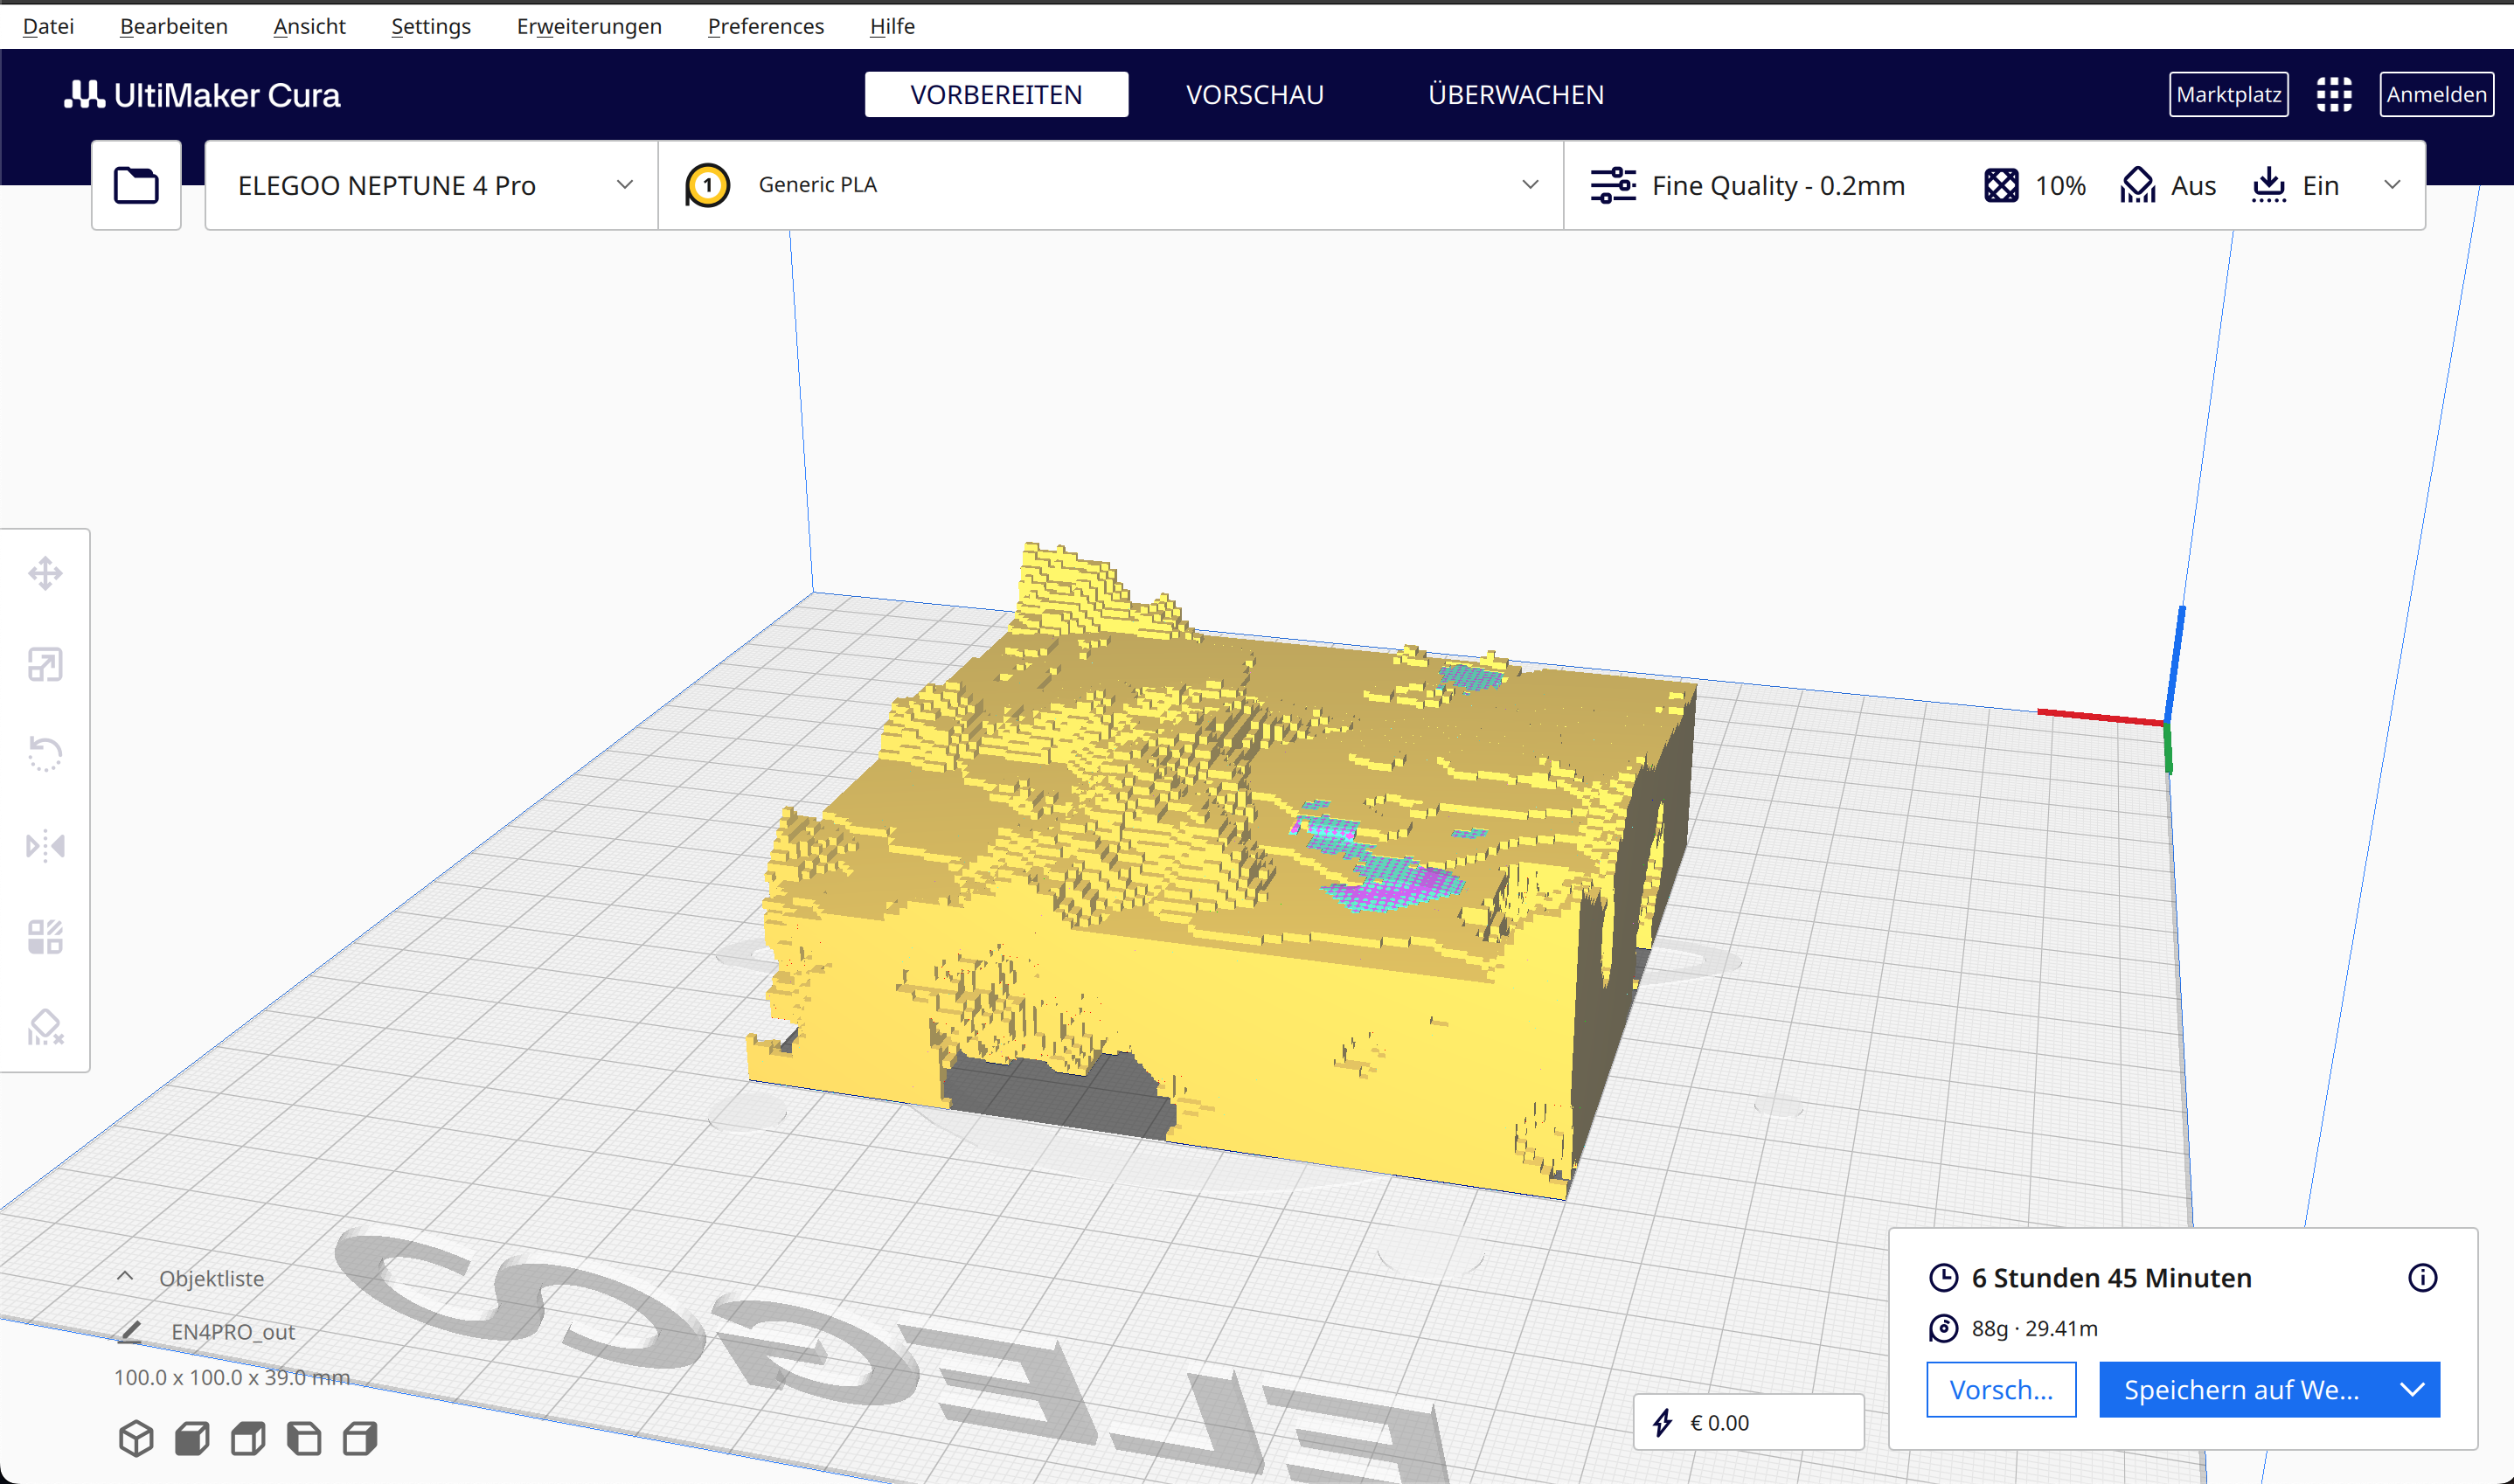 Datei Bearbeiten Ansicht Settings Erweiterungen Preferences Hilfe
UltiMaker Cura VORBEREITEN VORSCHAU ÜBERWACHEN Marktplatz Anmelden
ELEGOO NEPTUNE 4 Pro 1 Generic PLA Fine Quality - 0.2mm 10% Aus Ein
Objektliste
EN4PRO_out
100.0 x 100.0 x 39.0 mm
ELEGOO
6 Stunden 45 Minuten
88g · 29.41m
Vorsch... Speichern auf We...
€ 0.00